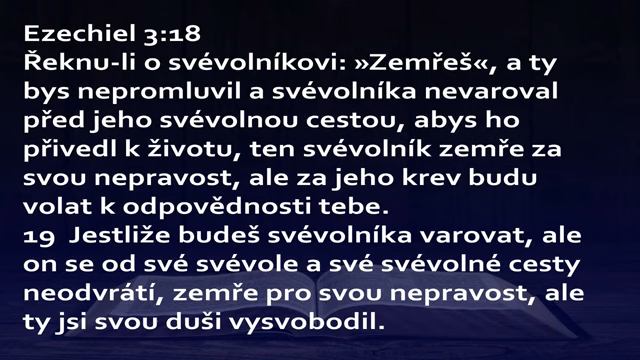 Ezechiel 3:18
Řeknu-li o svévolníkovi: »Zemřeš«, a ty
bys nepromluvil a svévolníka nevaroval
před jeho svévolnou cestou, abys ho
přivedl k životu, ten svévolník zemře za
svou nepravost, ale za jeho krev budu
volat k odpovědnosti tebe.
19 Jestliže budeš svévolníka varovat, ale
on se od své svévole a své svévolné cesty
neodvrátí, zemře pro svou nepravost, ale
ty jsi svou duši vysvobodil.